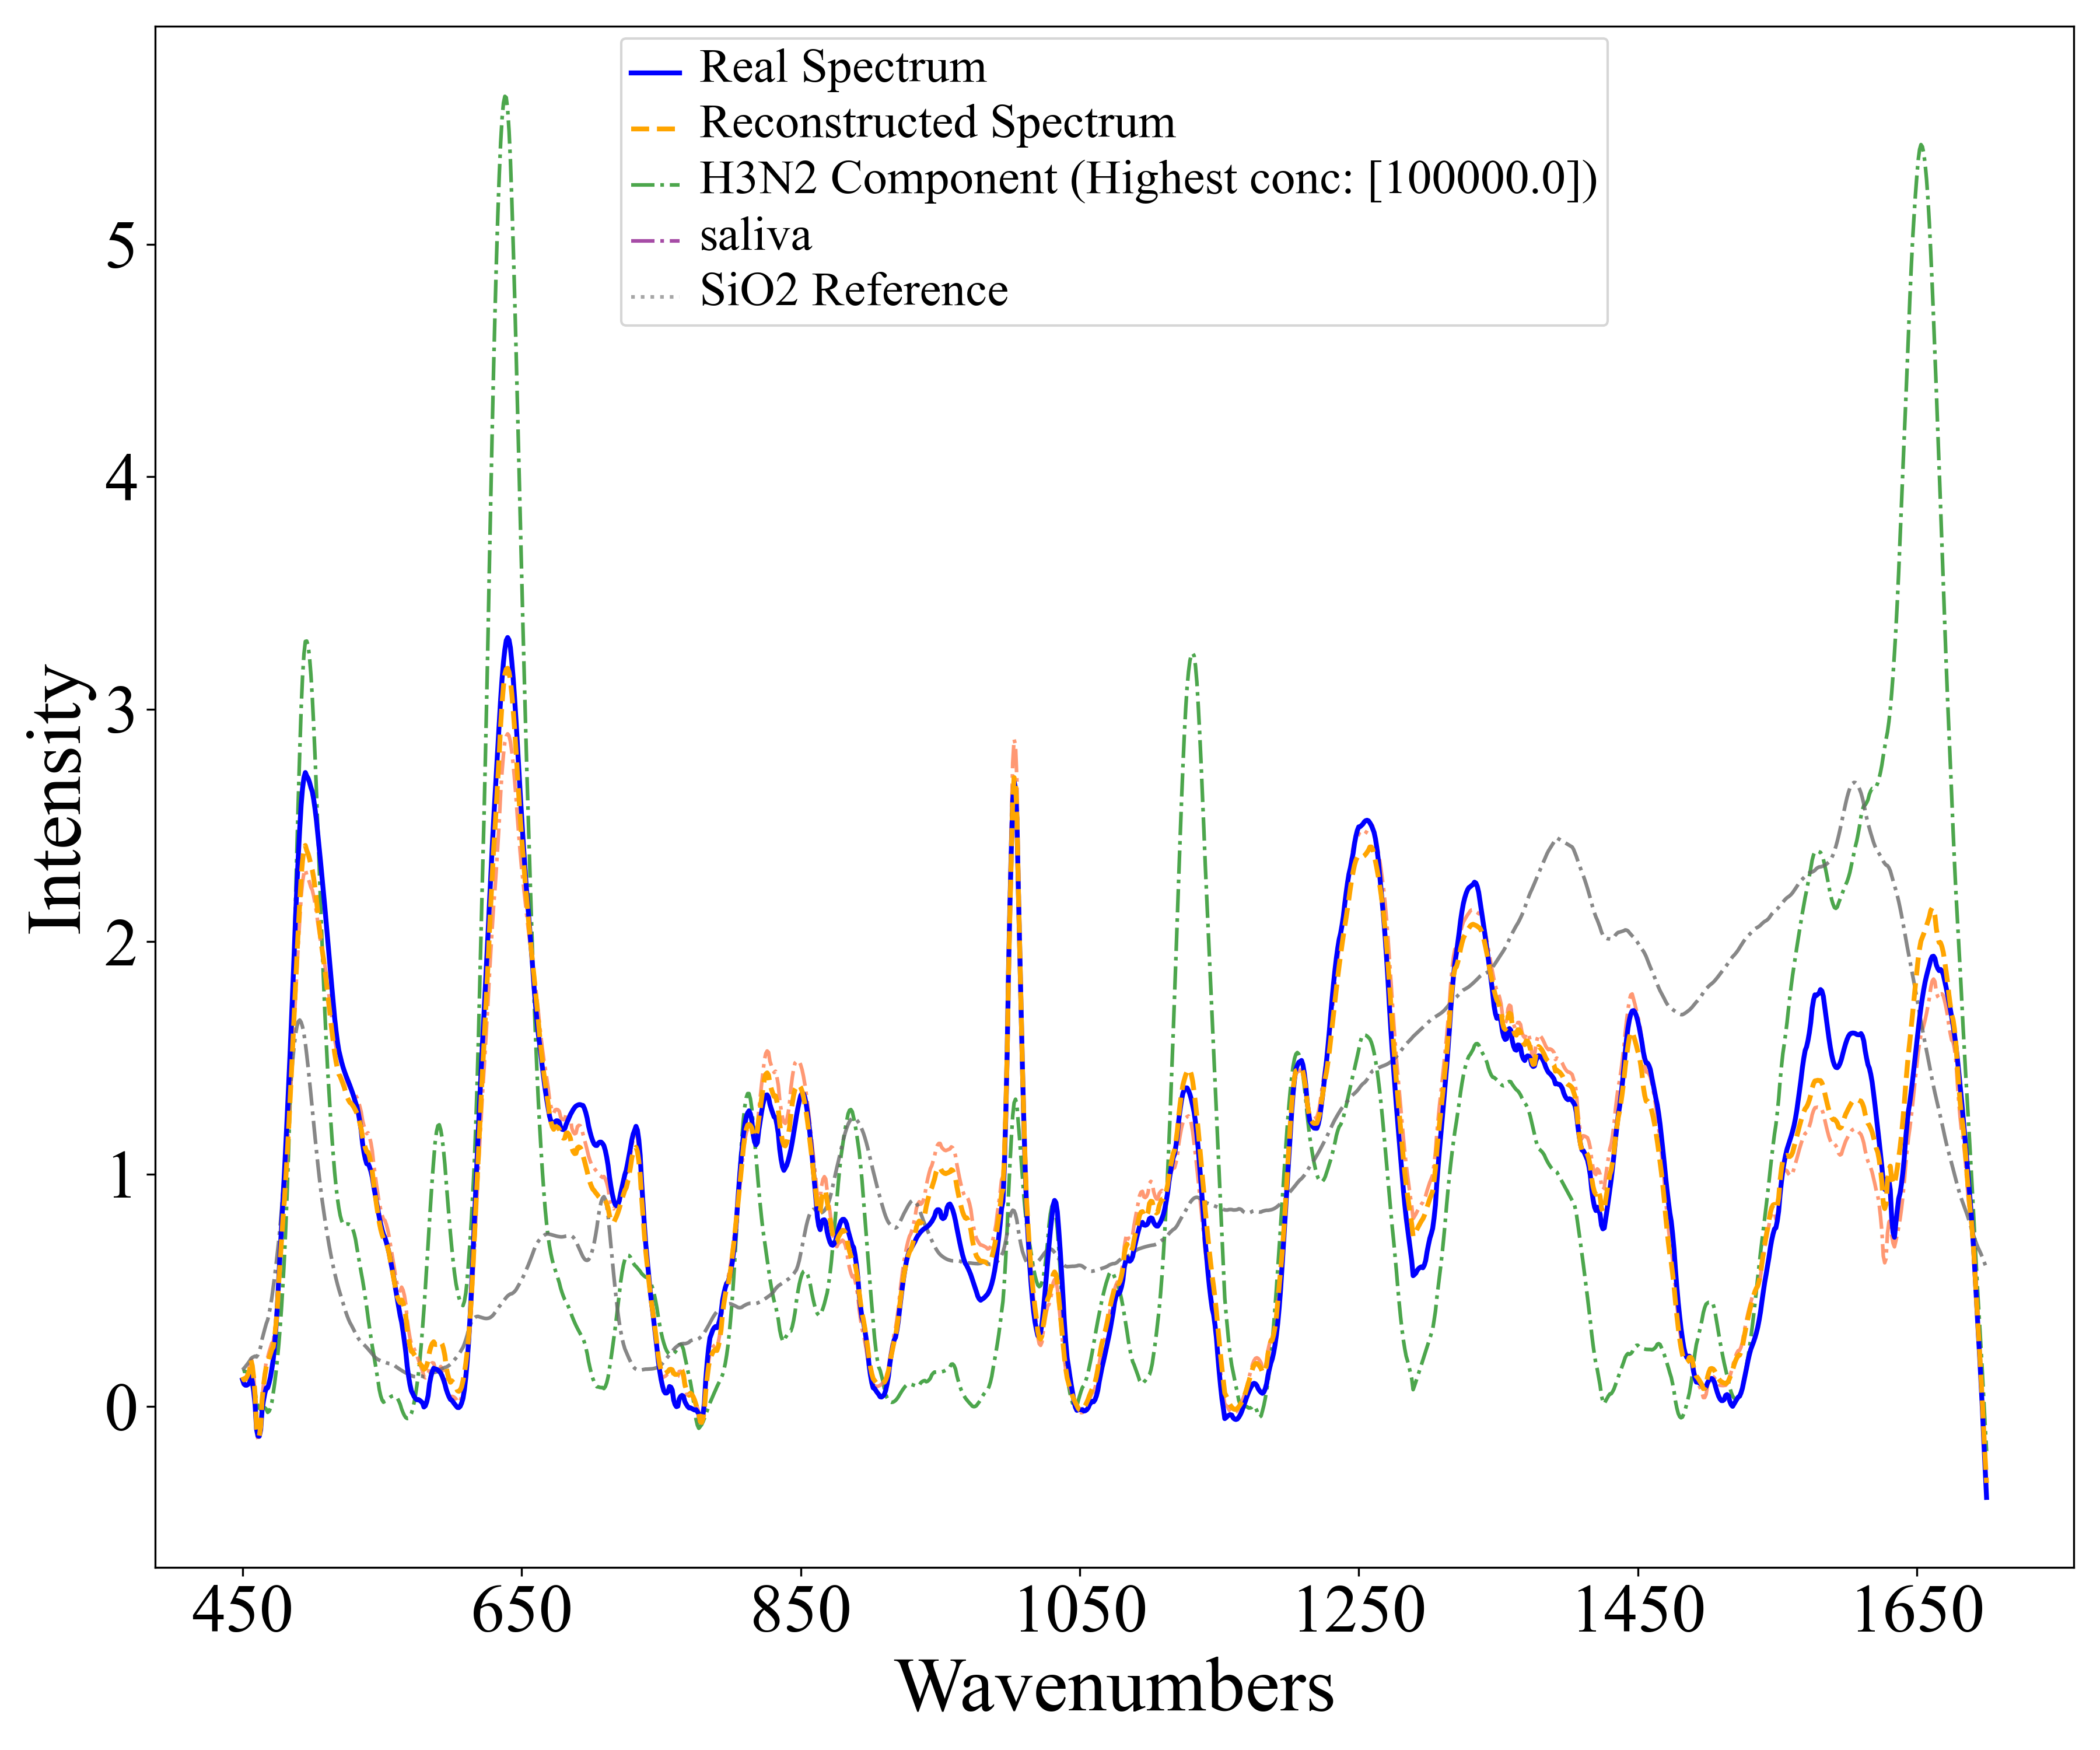 Real Spectrum
Reconstructed Spectrum
H3N2 Component (Highest conc: [100000.0])
saliva
SiO2 Reference
Intensity
5
4
3
2
1
0
450 650 850 1050 1250 1450 1650
Wavenumbers